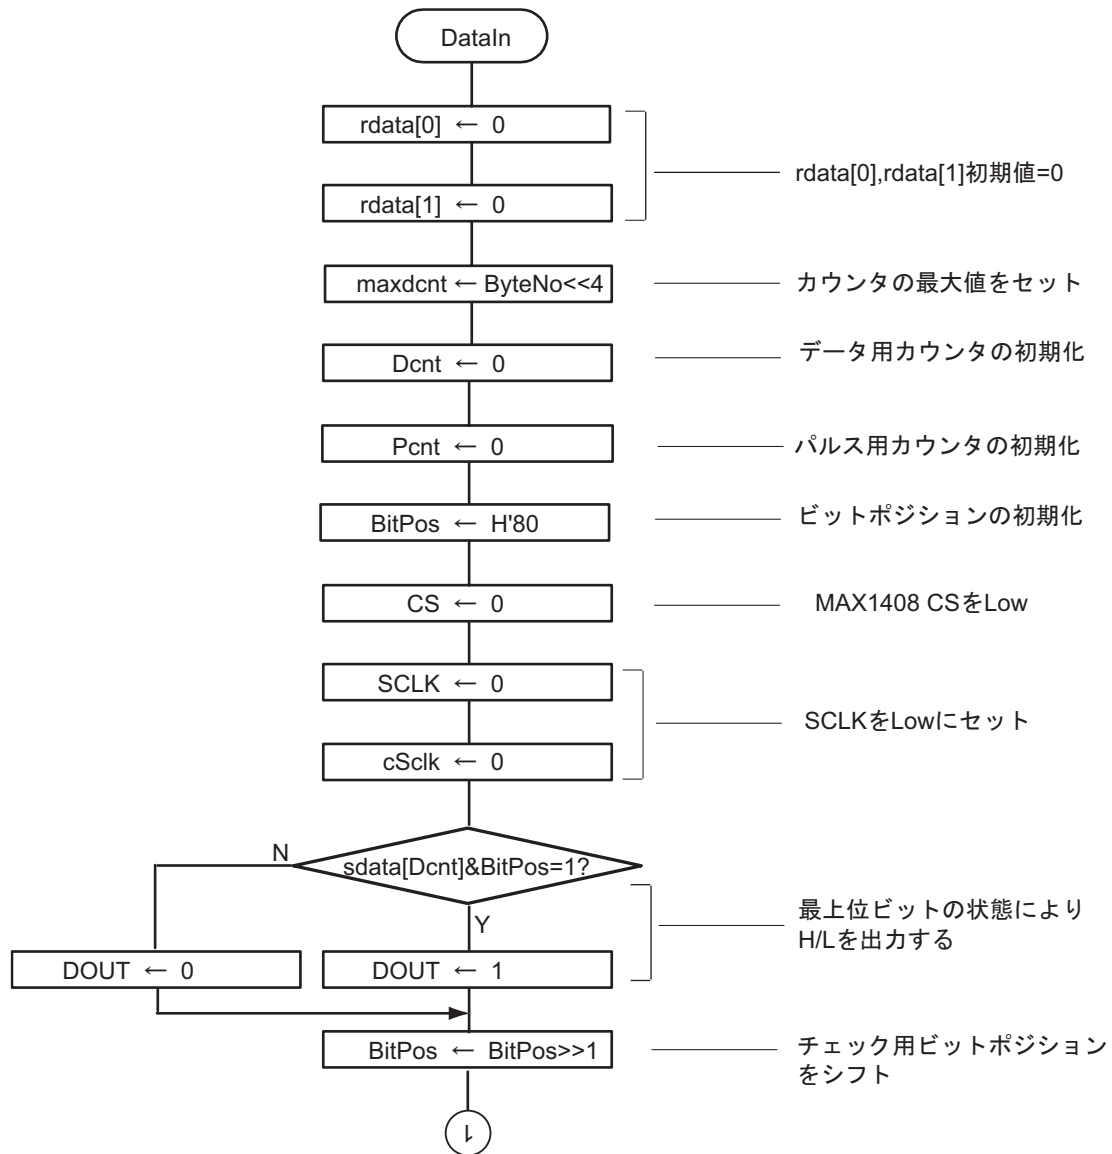 DataIn
rdata[0] ← 0
rdata[1] ← 0
rdata[0],rdata[1]初期値=0
maxdcnt ← ByteNo<<4
カウンタの最大値をセット
Dcnt ← 0
データ用カウンタの初期化
Pcnt ← 0
パルス用カウンタの初期化
BitPos ← H'80
ビットポジションの初期化
CS ← 0
MAX1408 CSをLow
SCLK ← 0
cSclk ← 0
SCLKをLowにセット
N
sdata[Dcnt]&BitPos=1?
Y
最上位ビットの状態により
H/Lを出力する
DOUT ← 0
DOUT ← 1
BitPos ← BitPos>>1
チェック用ビットポジション
をシフト